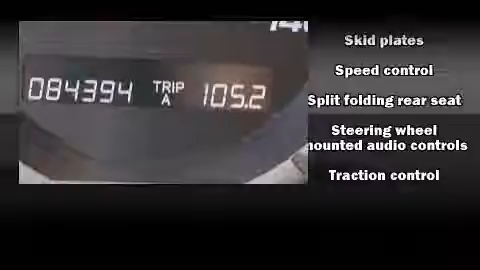 084394 TRIP A 105.2
Skid plates
Speed control
Split folding rear seat
Steering wheel
mounted audio controls
Traction control